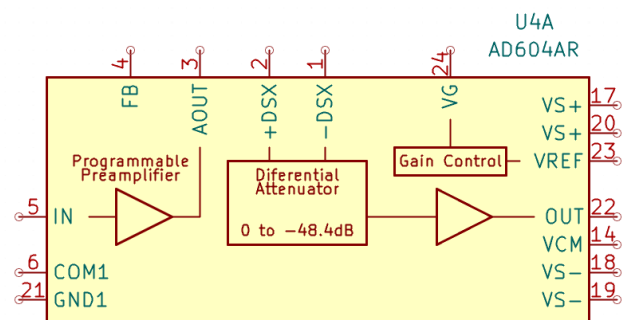 U4A
AD604AR
4
3
2
1
24
FB
AOUT
+DSX
-DSX
VG
VS+ 17
VS+ 20
Programmable
Preamplifier
Gain Control
VREF 23
Diferential
Attenuator
5 IN
0 to -48.4dB
OUT 22
VCM 14
6 COM1
VS- 18
21 GND1
VS- 19